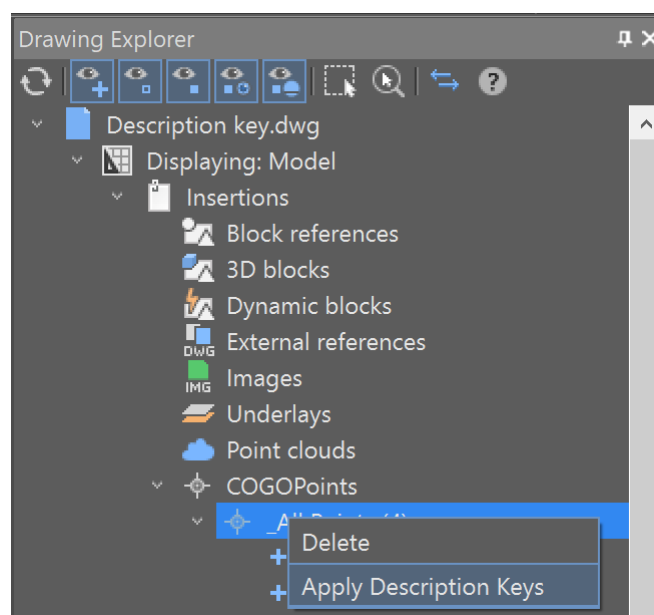 Drawing Explorer
Description key.dwg
Displaying: Model
Insertions
Block references
3D blocks
Dynamic blocks
DWG External references
IMG Images
Underlays
Point clouds
COGOPoints
Delete
Apply Description Keys